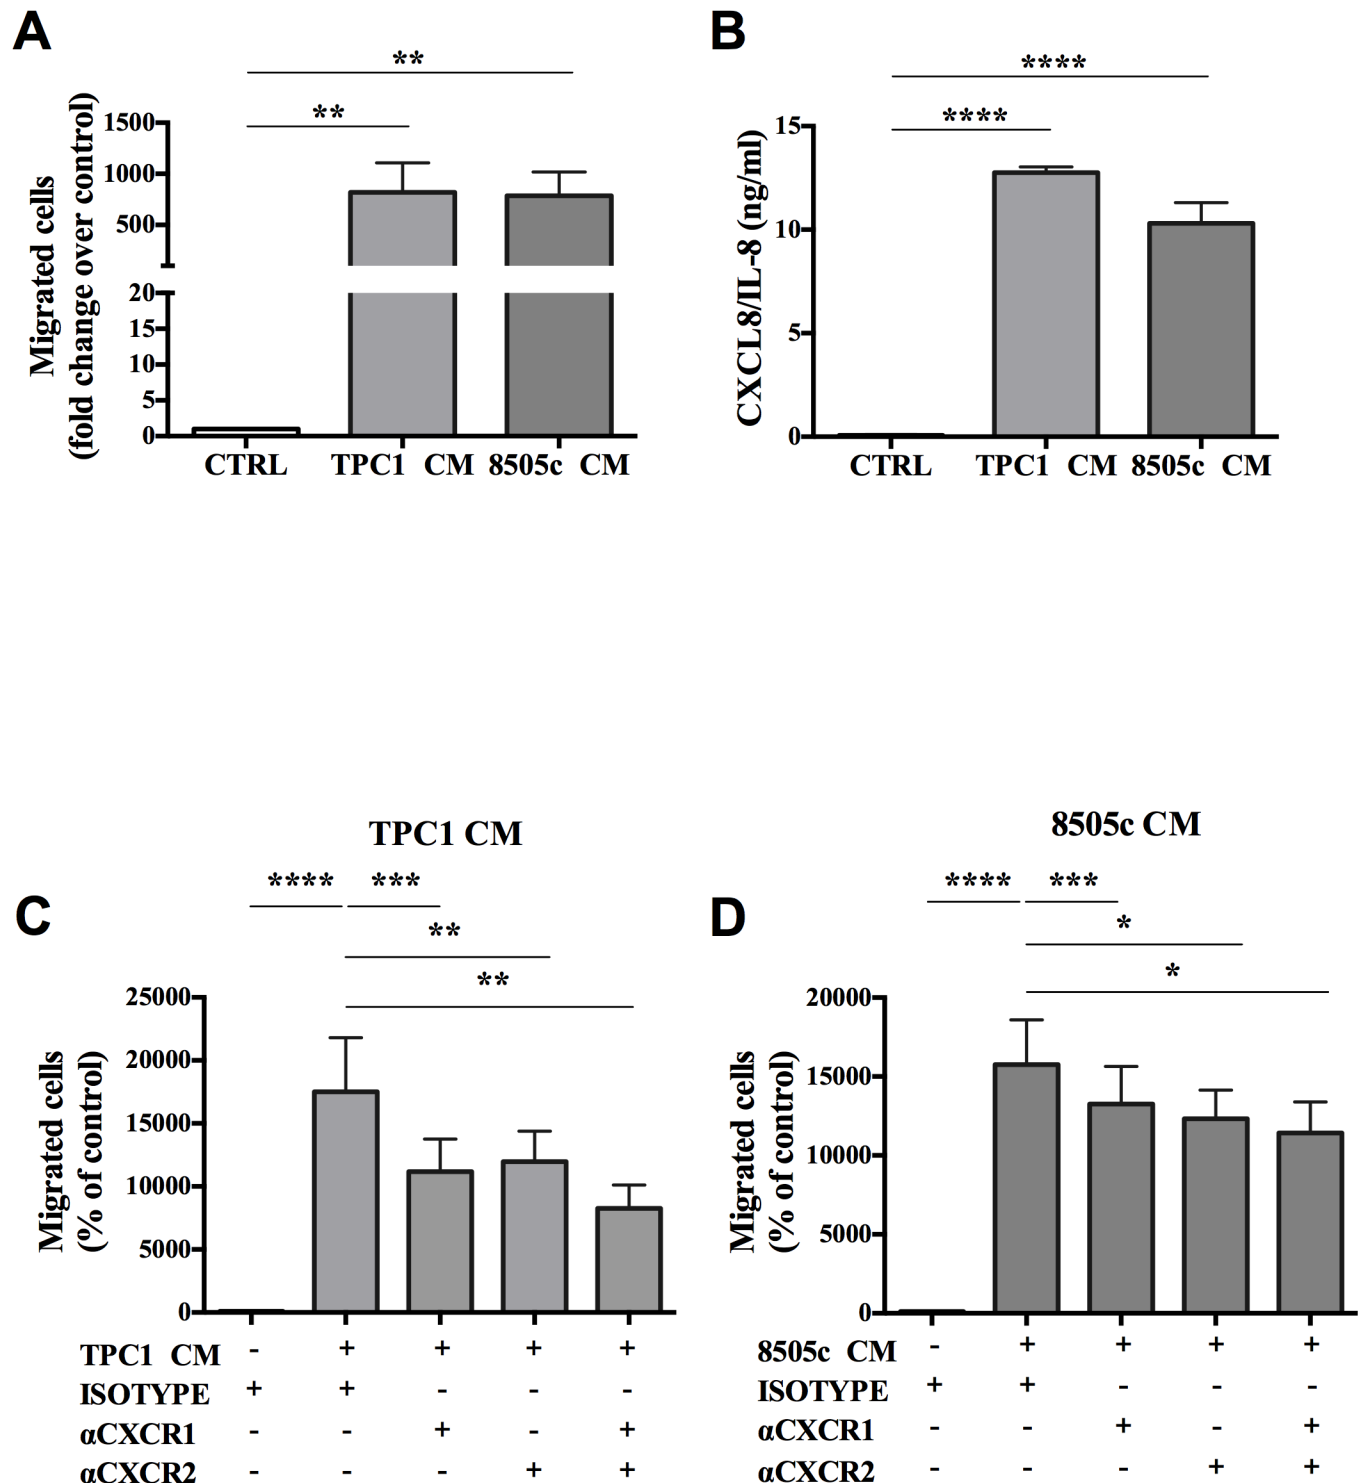 A
**
**
Migrated cells
(fold change over control)
1500
1000
500
20
15
10
5
0
CTRL TPC1 CM 8505c CM
B
****
****
CXCL8/IL-8 (ng/ml)
15
10
5
0
CTRL TPC1 CM 8505c CM
C
TPC1 CM
**** ***
**
**
Migrated cells
(% of control)
25000
20000
15000
10000
5000
0
TPC1 CM - + + + +
ISOTYPE + + - - -
αCXCR1 - - + - +
αCXCR2 - - - + +
D
8505c CM
**** ***
*
*
Migrated cells
(% of control)
20000
15000
10000
5000
0
8505c CM - + + + +
ISOTYPE + + - - -
αCXCR1 - - + - +
αCXCR2 - - - + +